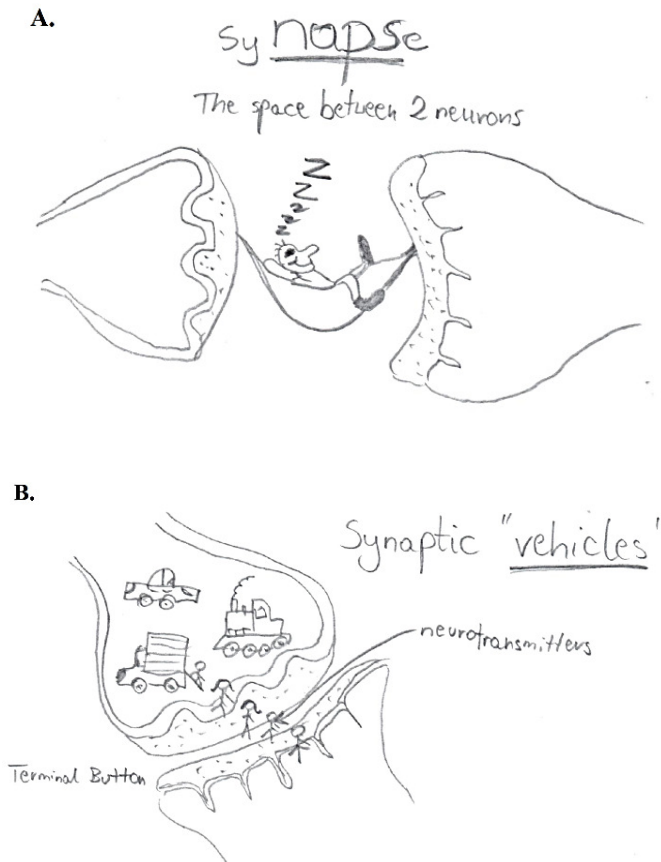 A.
Synapse
The space between 2 neurons
Z
Z
Z
Z
Z
B.
Synaptic "vehicles"
neurotransmitters
Terminal Button